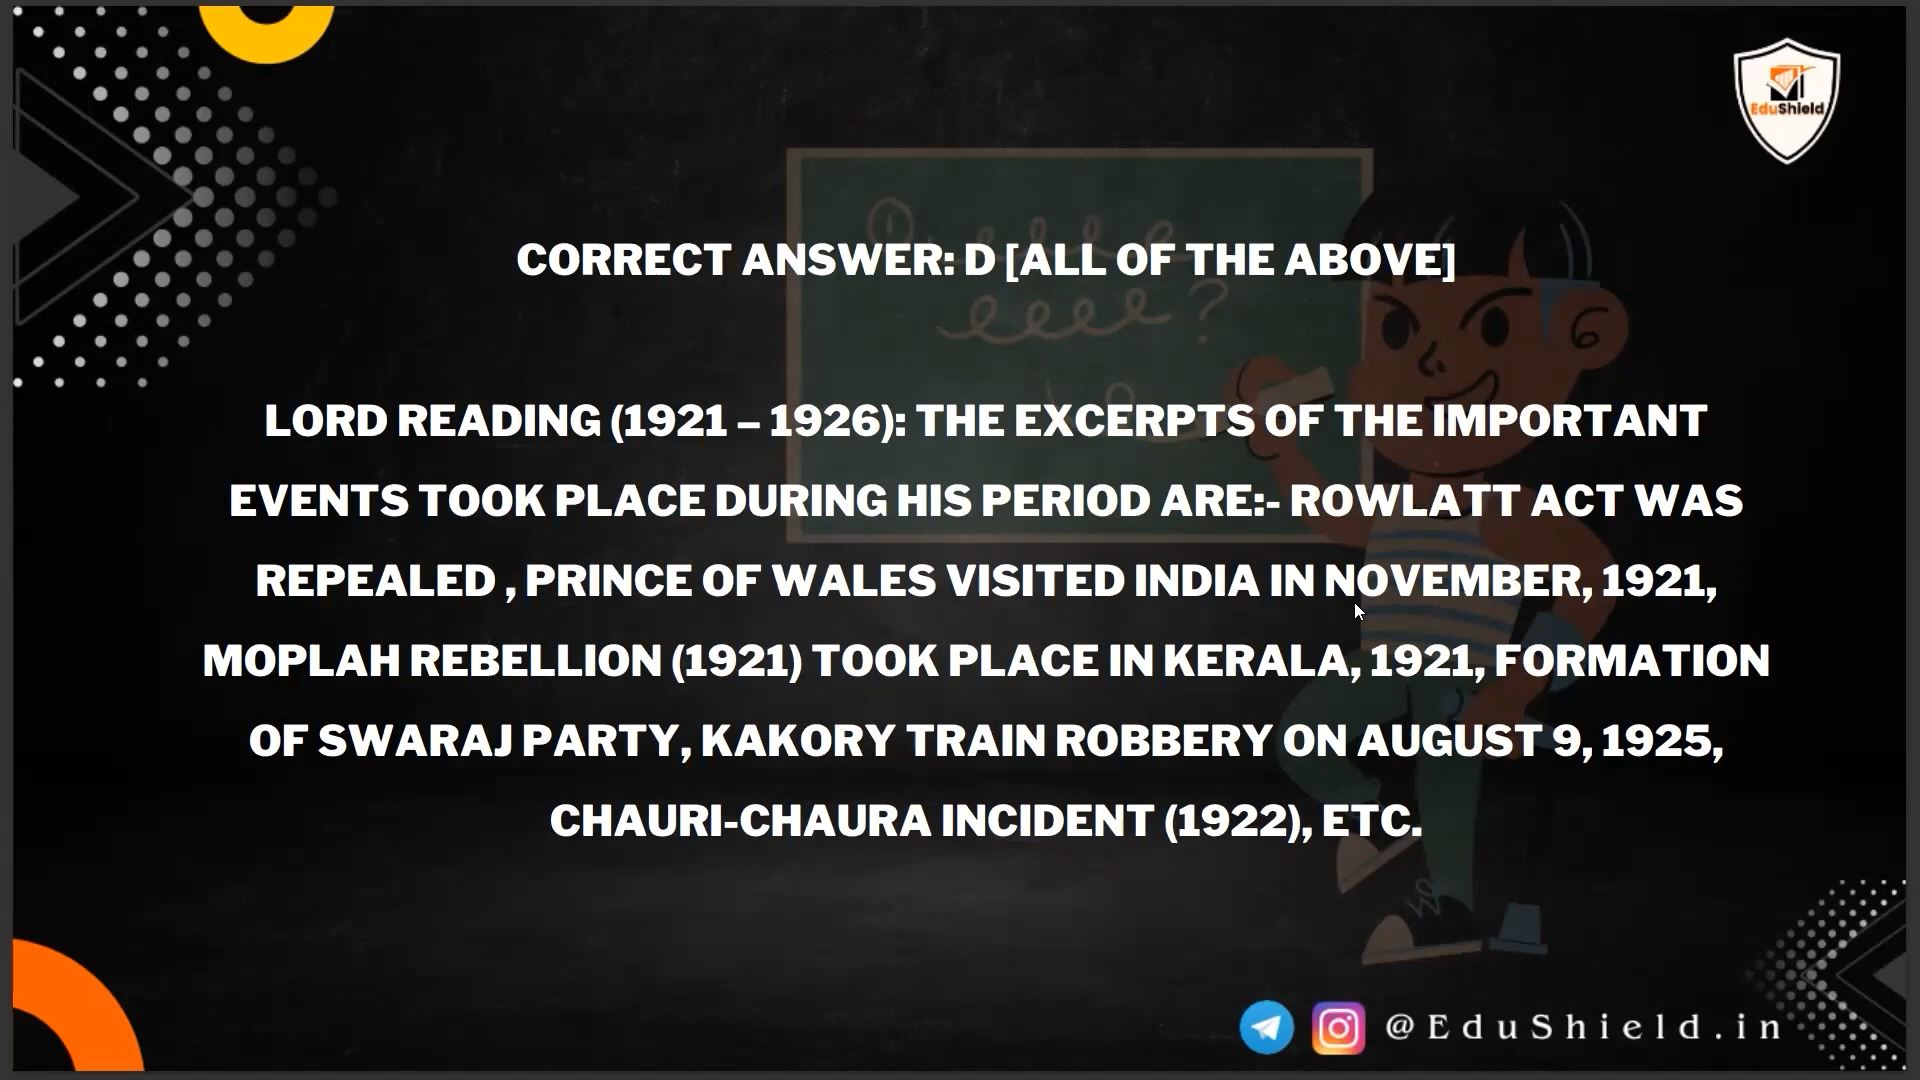 EduShield
CORRECT ANSWER: D [ALL OF THE ABOVE]
LORD READING (1921 – 1926): THE EXCERPTS OF THE IMPORTANT
EVENTS TOOK PLACE DURING HIS PERIOD ARE:- ROWLATT ACT WAS
REPEALED , PRINCE OF WALES VISITED INDIA IN NOVEMBER, 1921,
MOPLAH REBELLION (1921) TOOK PLACE IN KERALA, 1921, FORMATION
OF SWARAJ PARTY, KAKORY TRAIN ROBBERY ON AUGUST 9, 1925,
CHAURI-CHAURA INCIDENT (1922), ETC.
@EduShield.in